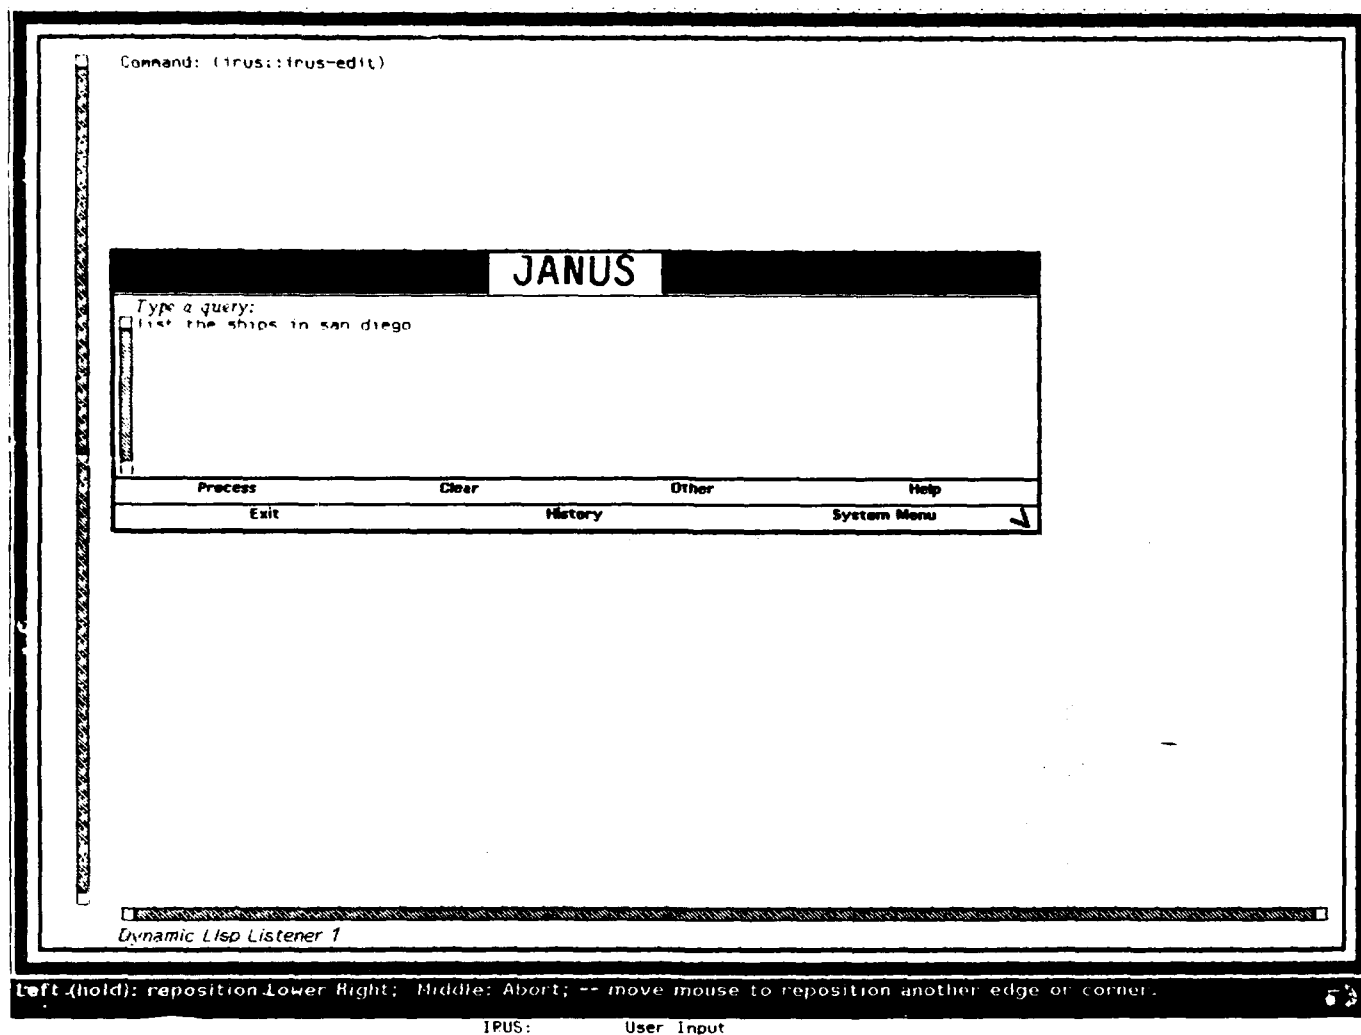 Command: (irus::irus-edit)
JANUS
Type a query:
list the ships in san diego
Process Clear Other Help
Exit History System Menu
Dynamic Lisp Listener 1
Left (hold): reposition Lower Right; Middle: Abort; -- move mouse to reposition another edge or corner.
IRUS: User Input